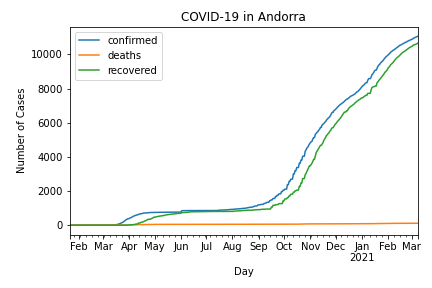 COVID-19 in Andorra
confirmed
deaths
recovered
Number of Cases
10000
8000
6000
4000
2000
0
Feb Mar Apr May Jun Jul Aug Sep Oct Nov Dec Jan Feb Mar
2021
Day